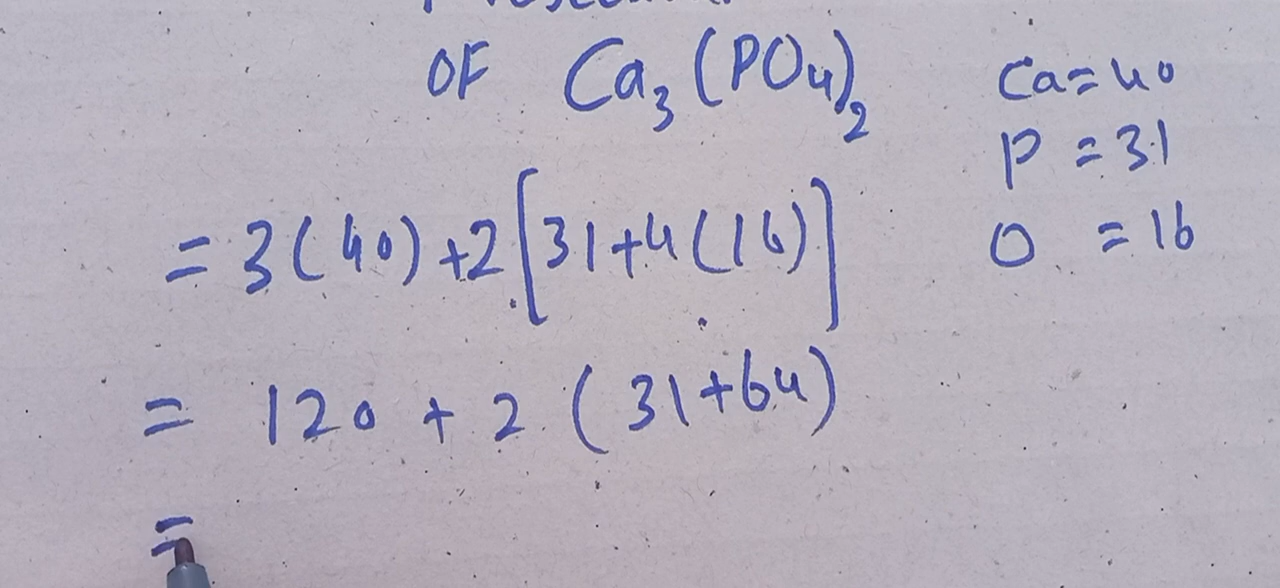 OF Ca₃(PO₄)₂
Ca=40
P=31
O=16
=3(40)+2[31+4(16)]
= 120 + 2 (31+64)
=